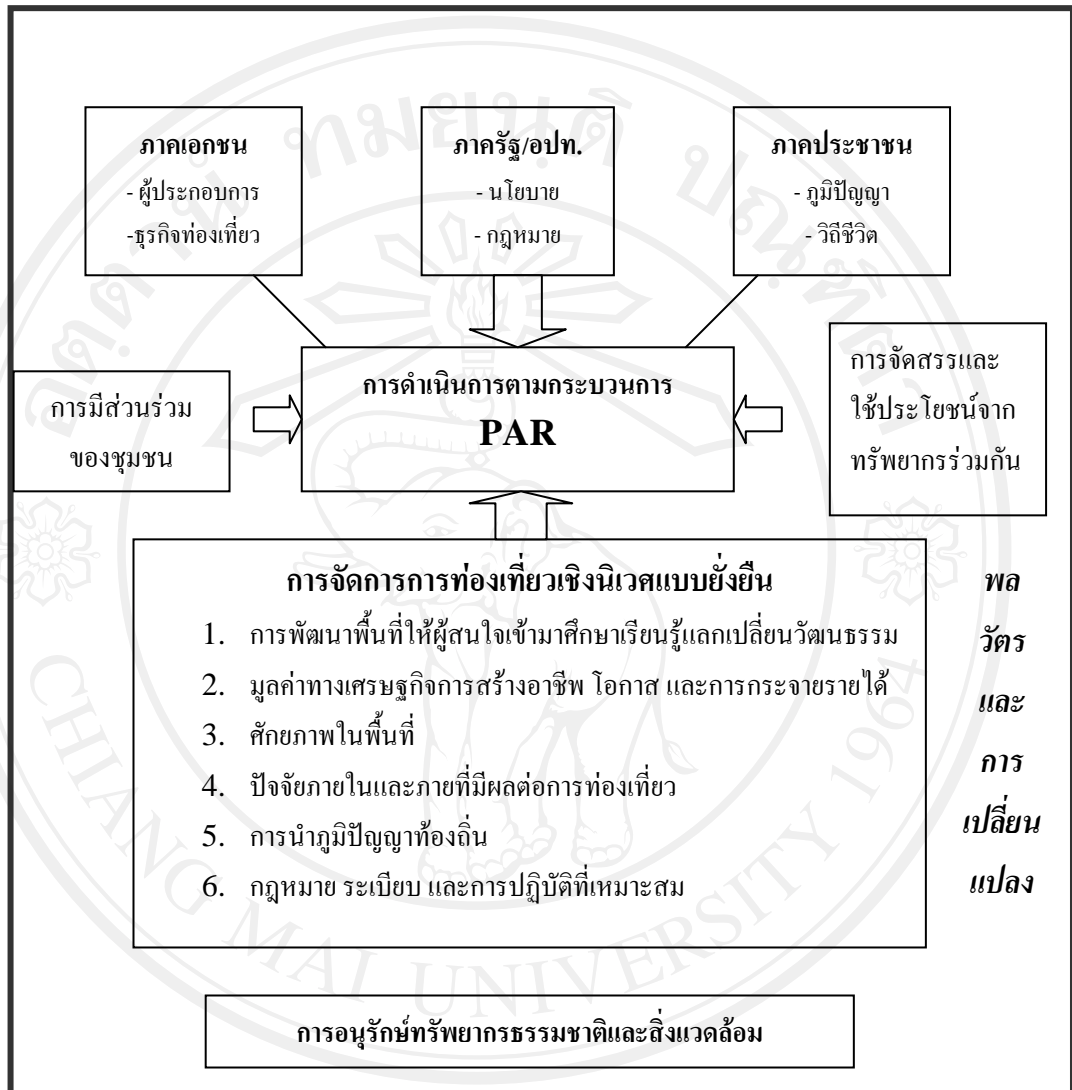 ภาคเอกชน
- ผู้ประกอบการ
-ธุรกิจท่องเที่ยว
ภาครัฐ/อปท.
- นโยบาย
- กฎหมาย
ภาคประชาชน
- ภูมิปัญญา
- วิถีชีวิต
การมีส่วนร่วม
ของชุมชน
การดำเนินการตามกระบวนการ
PAR
การจัดสรรและ
ใช้ประโยชน์จาก
ทรัพยากรร่วมกัน
การจัดการการท่องเที่ยวเชิงนิเวศแบบยั่งยืน
1. การพัฒนาพื้นที่ให้ผู้สนใจเข้ามาศึกษาเรียนรู้แลกเปลี่ยนวัฒนธรรม
2. มูลค่าทางเศรษฐกิจการสร้างอาชีพ โอกาส และการกระจายรายได้
3. ศักยภาพในพื้นที่
4. ปัจจัยภายในและภายที่มีผลต่อการท่องเที่ยว
5. การนำภูมิปัญญาท้องถิ่น
6. กฎหมาย ระเบียบ และการปฏิบัติที่เหมาะสม
พล
วัตร
และ
การ
เปลี่ยน
แปลง
การอนุรักษ์ทรัพยากรธรรมชาติและสิ่งแวดล้อม
CHIANG MAI UNIVERSITY 1964